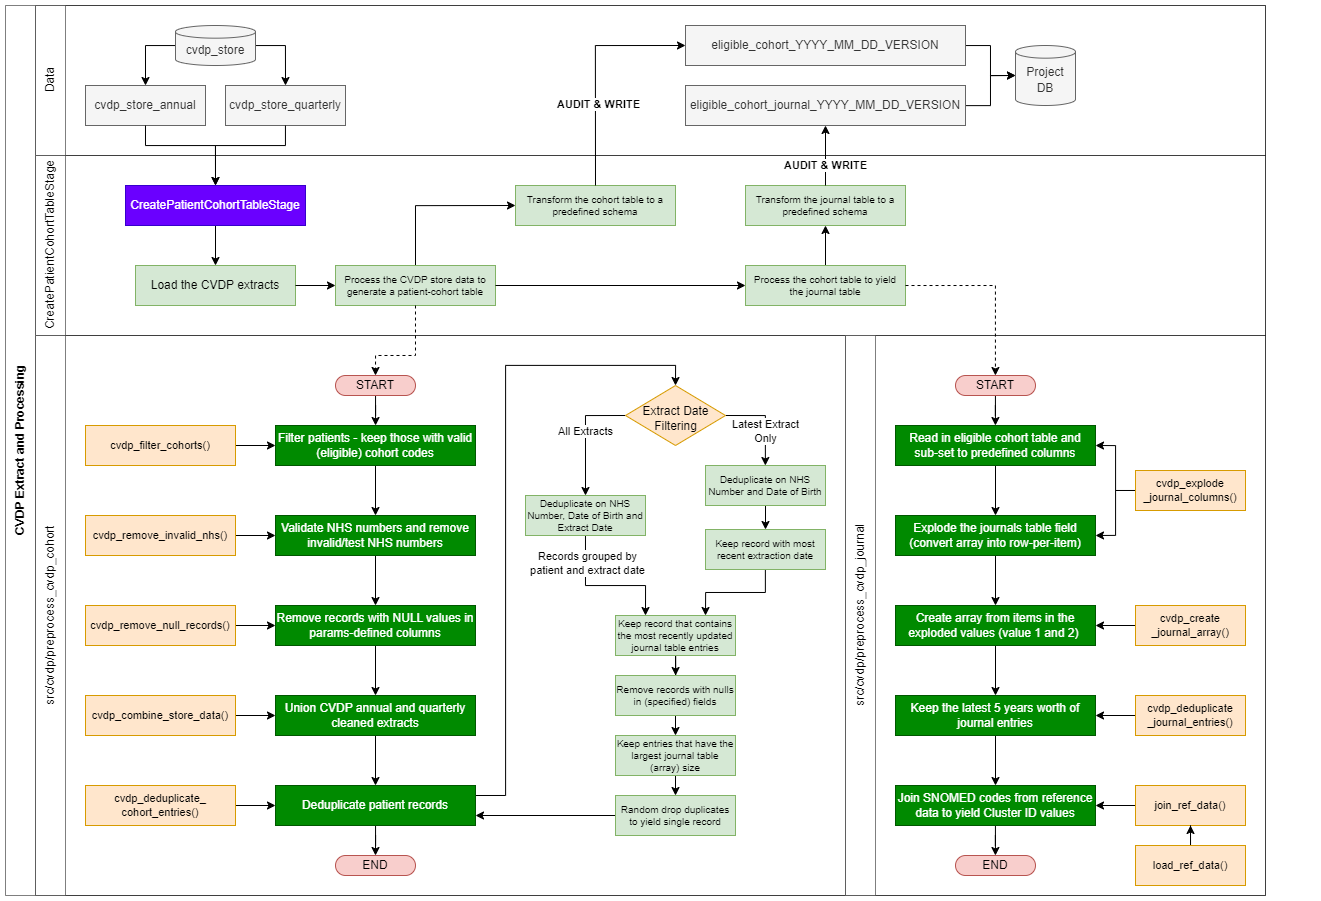 CVDP Extract and Processing
Data
cvdp_store
cvdp_store_annual
cvdp_store_quarterly
AUDIT & WRITE
eligible_cohort_YYYY_MM_DD_VERSION
eligible_cohort_journal_YYYY_MM_DD_VERSION
Project
DB
AUDIT & WRITE
CreatePatientCohortTableStage
CreatePatientCohortTableStage
Transform the cohort table to a
predefined schema
Transform the journal table to a
predefined schema
Load the CVDP extracts
Process the CVDP store data to
generate a patient-cohort table
Process the cohort table to yield
the journal table
src/cvdp/preprocess_cvdp_cohort
START
cvdp_filter_cohorts()
Filter patients - keep those with valid
(eligible) cohort codes
cvdp_remove_invalid_nhs()
Validate NHS numbers and remove
invalid/test NHS numbers
cvdp_remove_null_records()
Remove records with NULL values in
params-defined columns
cvdp_combine_store_data()
Union CVDP annual and quarterly
cleaned extracts
cvdp_deduplicate_
cohort_entries()
Deduplicate patient records
END
Extract Date
Filtering
All Extracts
Latest Extract
Only
Deduplicate on NHS
Number, Date of Birth and
Extract Date
Deduplicate on NHS
Number and Date of Birth
Records grouped by
patient and extract date
Keep record with most
recent extraction date
Keep record that contains
the most recently updated
journal table entries
Remove records with nulls
in (specified) fields
Keep entries that have the
largest journal table
(array) size
Random drop duplicates
to yield single record
src/cvdp/preprocess_cvdp_journal
START
Read in eligible cohort table and
sub-set to predefined columns
cvdp_explode
_journal_columns()
Explode the journals table field
(convert array into row-per-item)
Create array from items in the
exploded values (value 1 and 2)
cvdp_create
_journal_array()
Keep the latest 5 years worth of
journal entries
cvdp_deduplicate
_journal_entries()
Join SNOMED codes from reference
data to yield Cluster ID values
join_ref_data()
END
load_ref_data()